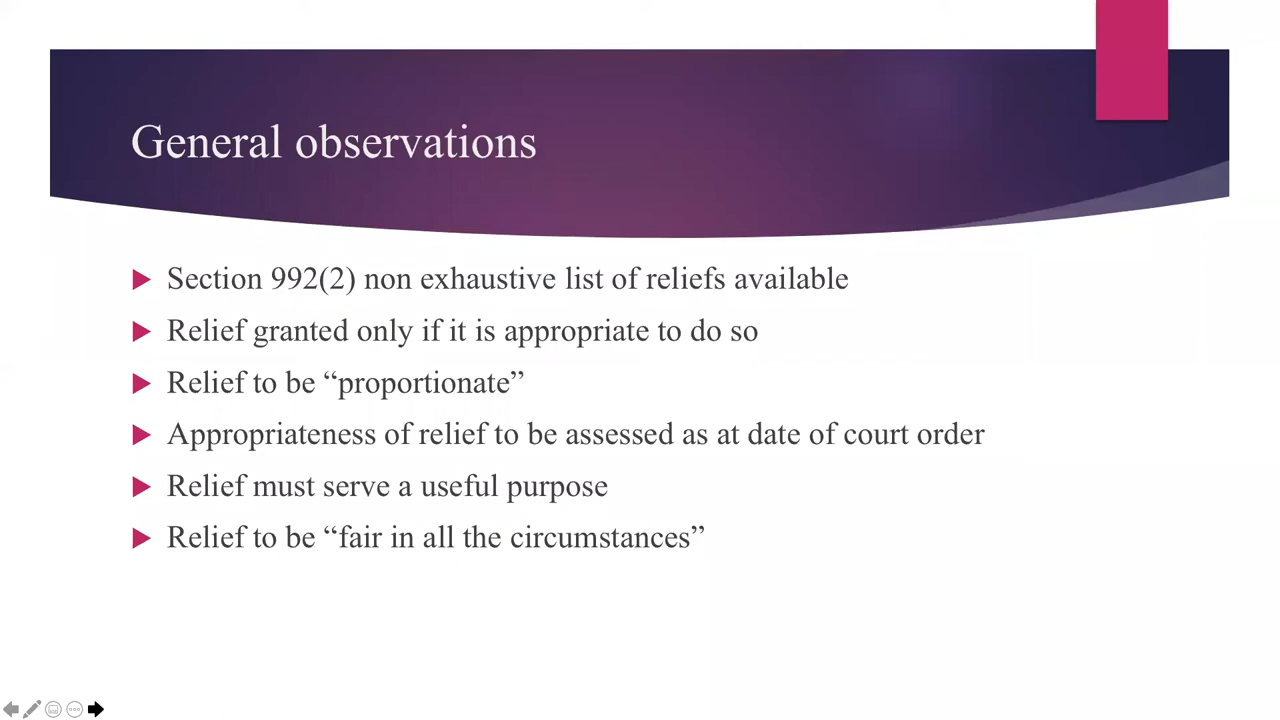 General observations
Section 992(2) non exhaustive list of reliefs available
Relief granted only if it is appropriate to do so
Relief to be “proportionate”
Appropriateness of relief to be assessed as at date of court order
Relief must serve a useful purpose
Relief to be “fair in all the circumstances”